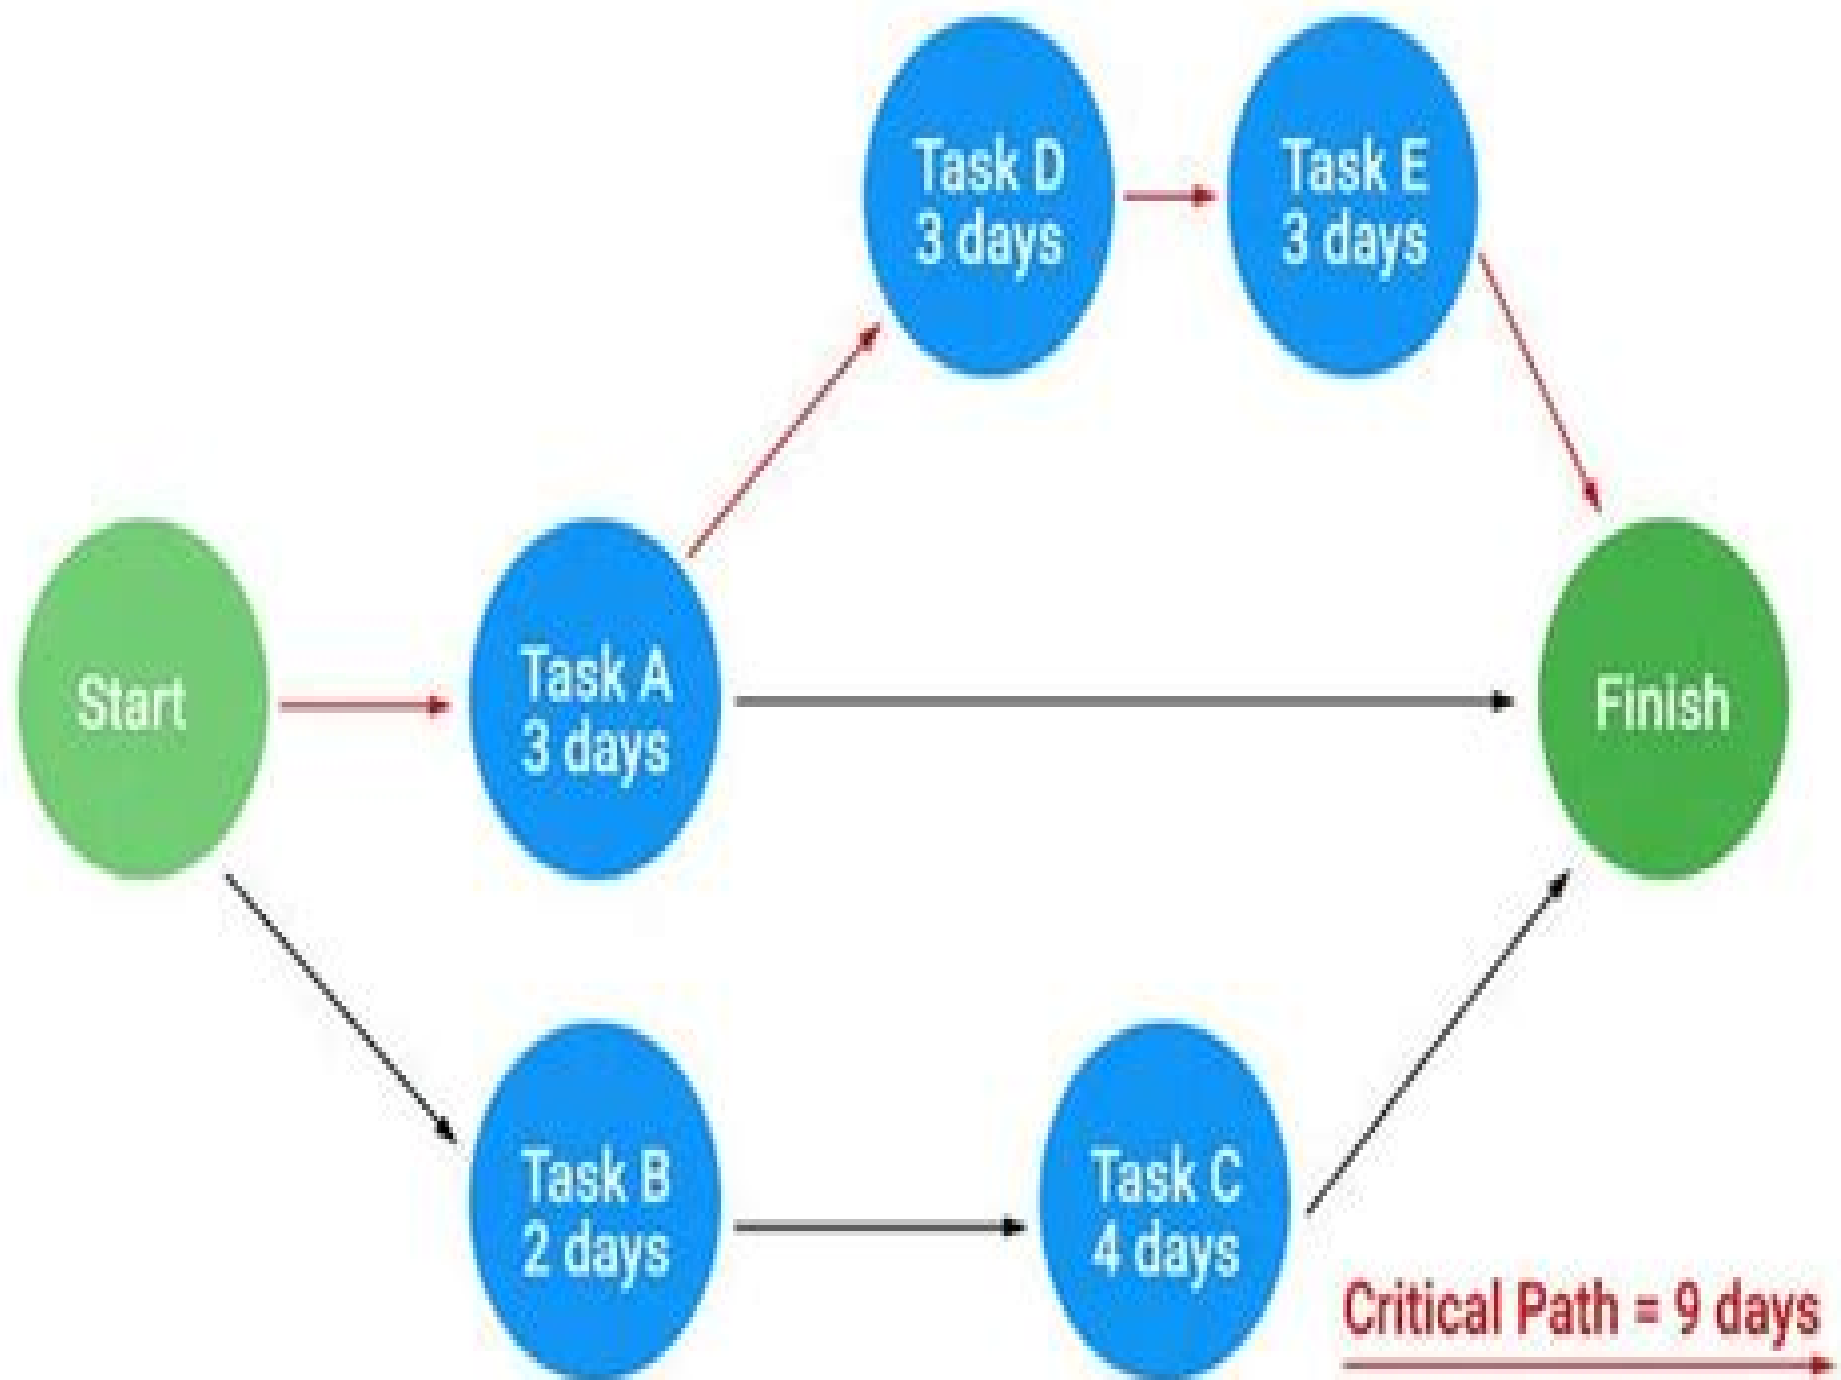 Task D
3 days
Task E
3 days
Start
Task A
3 days
Finish
Task B
2 days
Task C
4 days
Critical Path = 9 days